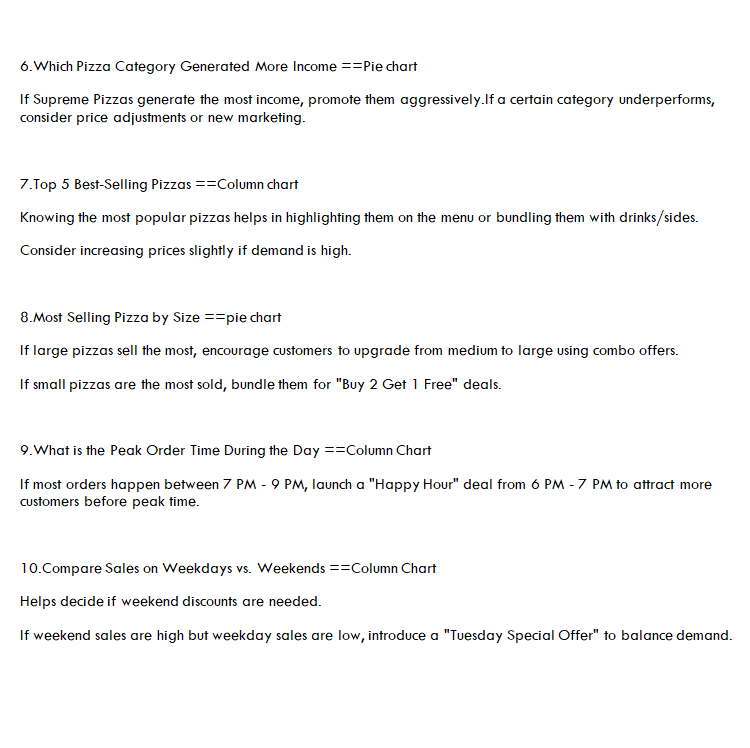 6.Which Pizza Category Generated More Income ==Pie chart
If Supreme Pizzas generate the most income, promote them aggressively.If a certain category underperforms,
consider price adjustments or new marketing.
7.Top 5 Best-Selling Pizzas ==Column chart
Knowing the most popular pizzas helps in highlighting them on the menu or bundling them with drinks/sides.
Consider increasing prices slightly if demand is high.
8.Most Selling Pizza by Size ==pie chart
If large pizzas sell the most, encourage customers to upgrade from medium to large using combo offers.
If small pizzas are the most sold, bundle them for "Buy 2 Get 1 Free" deals.
9.What is the Peak Order Time During the Day ==Column Chart
If most orders happen between 7 PM - 9 PM, launch a "Happy Hour" deal from 6 PM - 7 PM to attract more
customers before peak time.
10.Compare Sales on Weekdays vs. Weekends ==Column Chart
Helps decide if weekend discounts are needed.
If weekend sales are high but weekday sales are low, introduce a "Tuesday Special Offer" to balance demand.